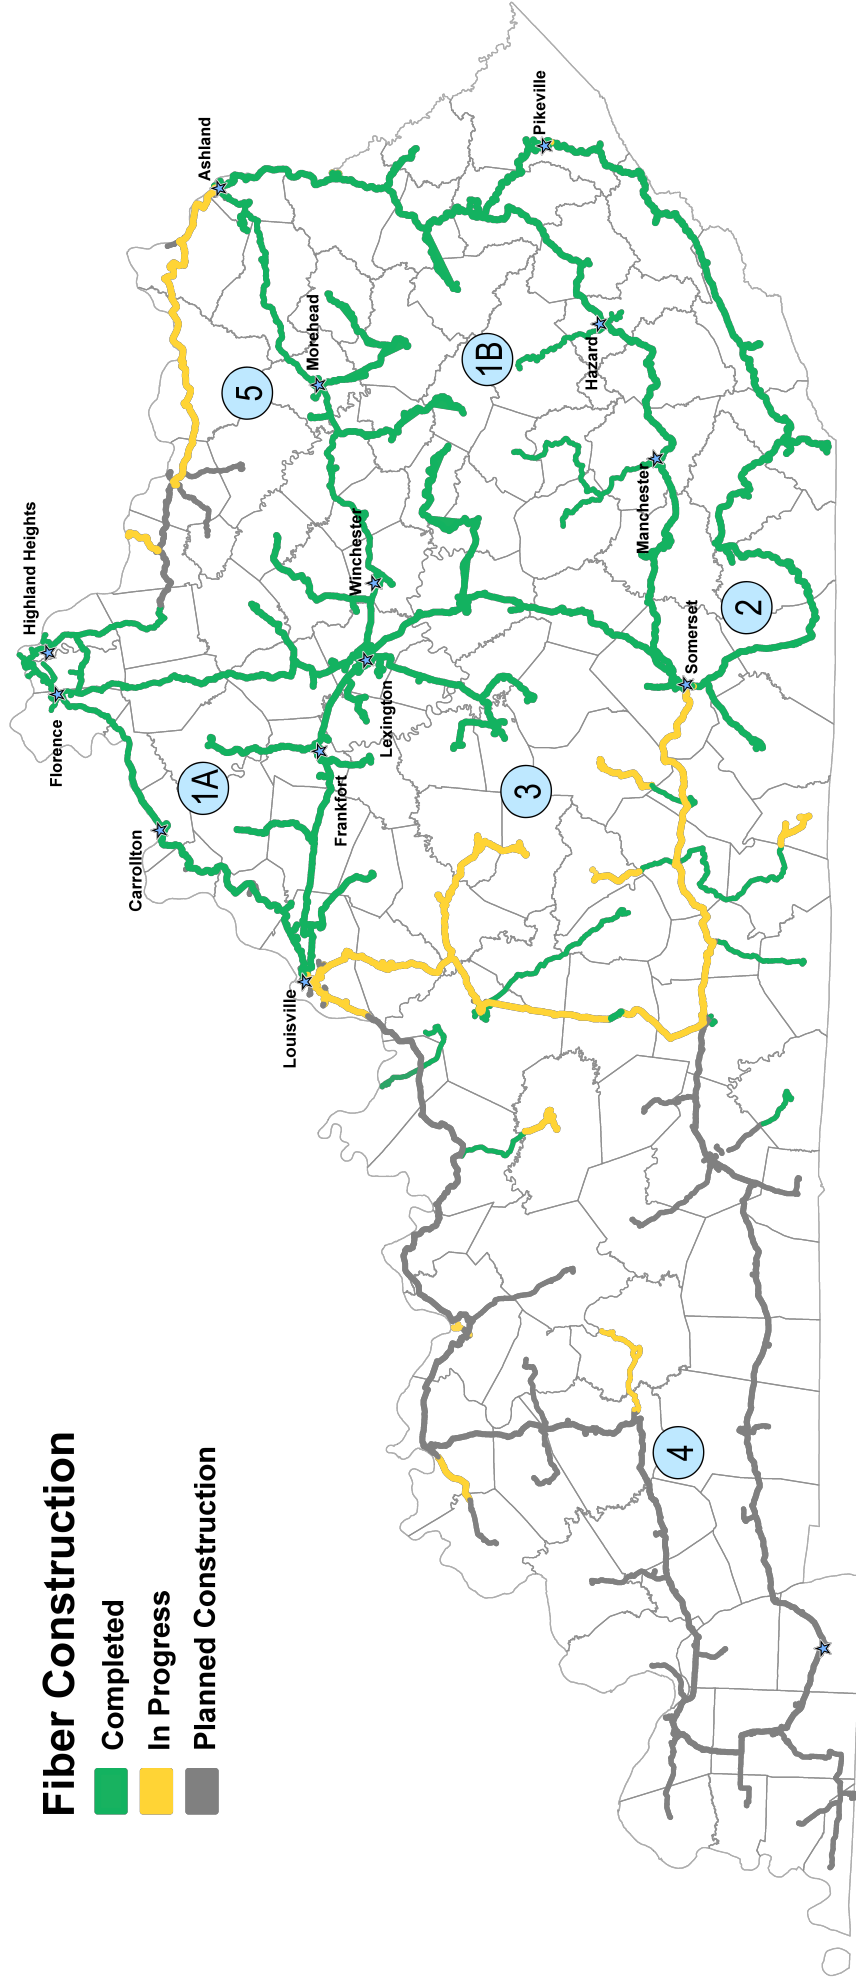 Fiber Construction
Completed
In Progress
Planned Construction
Highland Heights
Florence
Carrollton
Ashland
1A
5
Morehead
Louisville
Frankfort
Winchester
Lexington
1B
Pikeville
3
Hazard
Manchester
Somerset
2
4